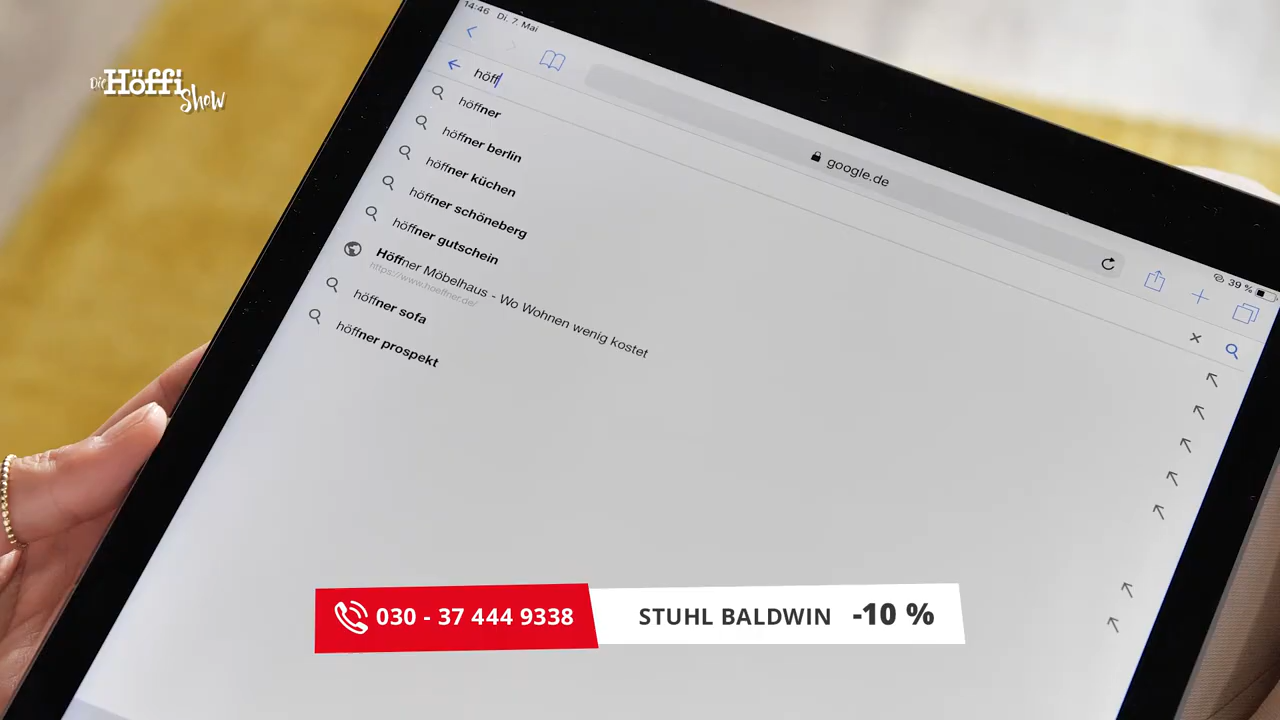 Die Höffi
Show
14:46 Di. 7. Mai
39 %
google.de
höff
höffner
höffner berlin
höffner küchen
höffner schöneberg
höffner gutschein
Höffner Möbelhaus - Wo Wohnen wenig kostet
https://www.hoeffner.de/
höffner sofa
höffner prospekt
030 - 37 444 9338
STUHL BALDWIN -10 %